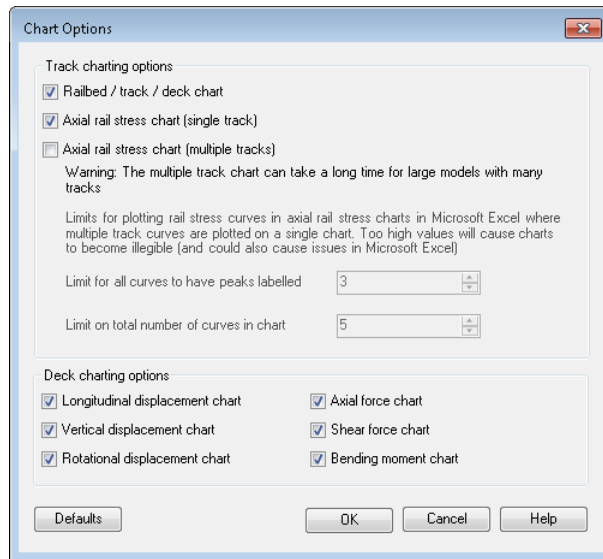 Chart Options
Track charting options
Railbed / track / deck chart
Axial rail stress chart (single track)
Axial rail stress chart (multiple tracks)
Warning: The multiple track chart can take a long time for large models with many
tracks
Limits for plotting rail stress curves in axial rail stress charts in Microsoft Excel where
multiple track curves are plotted on a single chart. Too high values will cause charts
to become illegible (and could also cause issues in Microsoft Excel)
Limit for all curves to have peaks labelled 3
Limit on total number of curves in chart 5
Deck charting options
Longitudinal displacement chart Axial force chart
Vertical displacement chart Shear force chart
Rotational displacement chart Bending moment chart
Defaults OK Cancel Help